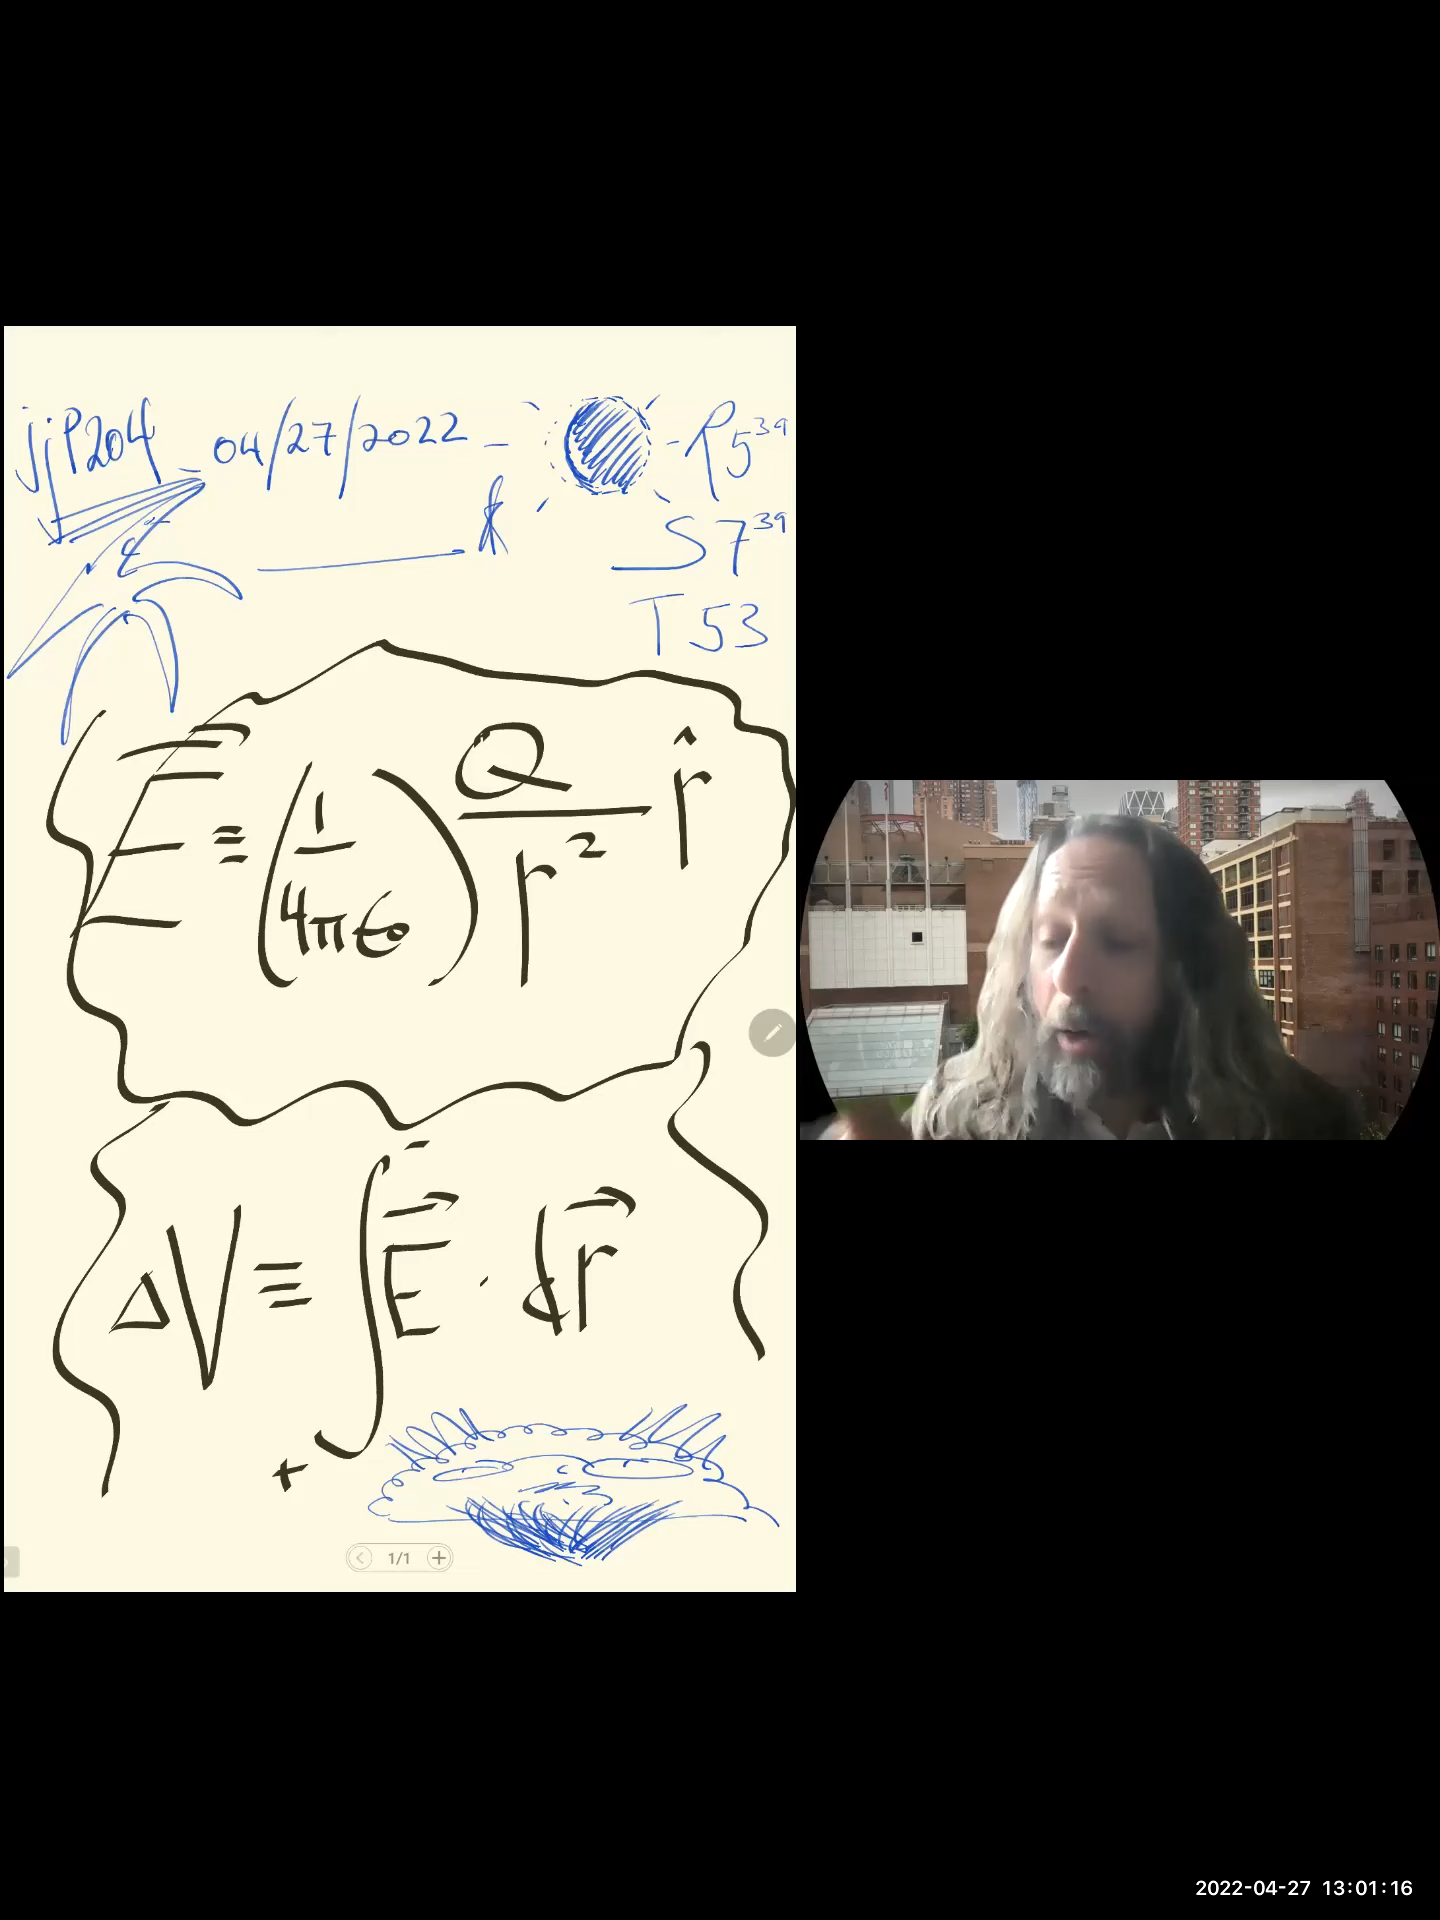 jjP204 04/27/2022 - R5³⁹
S7³⁹
T53
E⃗ = (1/4πϵ₀) Q/r² r̂
ΔV ≡ ∫₊⁻ E⃗ · dr⃗
1/1
2022-04-27 13:01:16